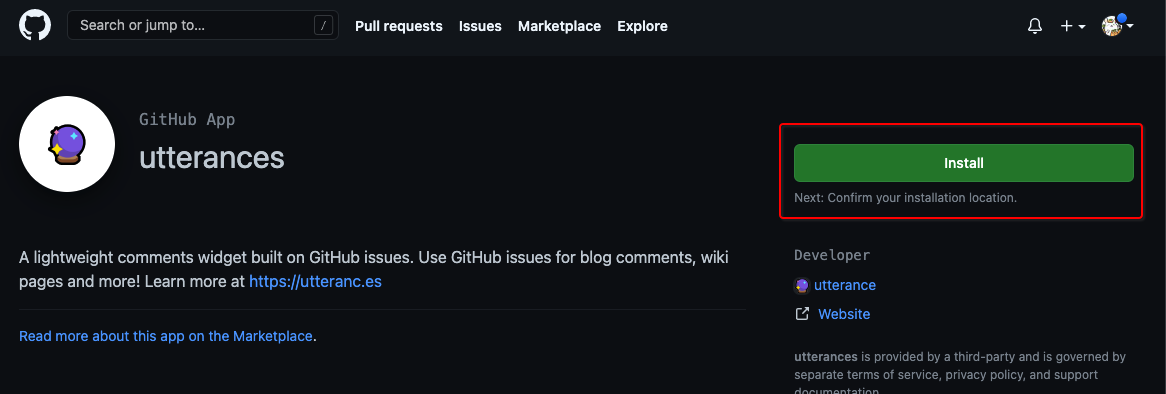 Search or jump to... /
Pull requests Issues Marketplace Explore
GitHub App
utterances
Install
Next: Confirm your installation location.
A lightweight comments widget built on GitHub issues. Use GitHub issues for blog comments, wiki
pages and more! Learn more at https://utteranc.es
Read more about this app on the Marketplace.
Developer
utterance
Website
utterances is provided by a third-party and is governed by
separate terms of service, privacy policy, and support
documentation.